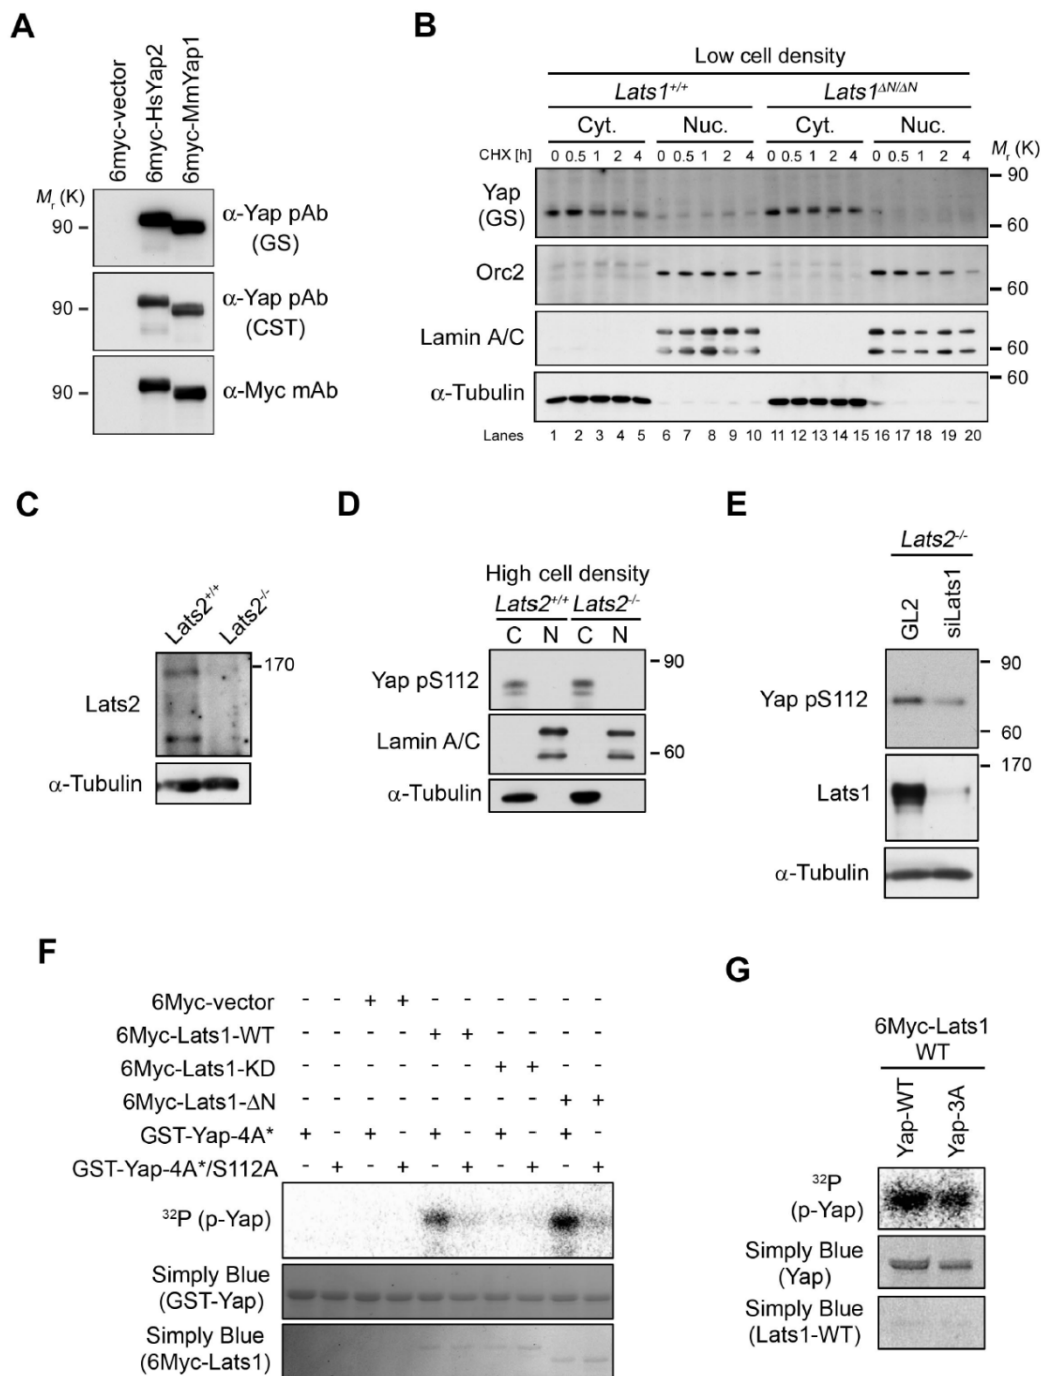 A
6myc-vector
6myc-HsYap2
6myc-MmYap1
Mr (K)
90
α-Yap pAb
(GS)
90
α-Yap pAb
(CST)
90
α-Myc mAb
B
Low cell density
Lats1+/+ Lats1ΔN/ΔN
Cyt. Nuc. Cyt. Nuc.
CHX [h] 0 0.5 1 2 4 0 0.5 1 2 4 0 0.5 1 2 4 0 0.5 1 2 4 Mr (K)
90
Yap
(GS)
60
Orc2
60
Lamin A/C
60
60
α-Tubulin
Lanes 1 2 3 4 5 6 7 8 9 10 11 12 13 14 15 16 17 18 19 20
C
Lats2+/+ Lats2-/-
170
Lats2
α-Tubulin
D
High cell density
Lats2+/+ Lats2-/-
C N C N
90
Yap pS112
Lamin A/C
60
α-Tubulin
E
Lats2-/-
GL2
siLats1
90
Yap pS112
60
170
Lats1
α-Tubulin
F
6Myc-vector - - + + - - - - - -
6Myc-Lats1-WT - - - - + + - - - -
6Myc-Lats1-KD - - - - - - + + - -
6Myc-Lats1-ΔN - - - - - - - - + +
GST-Yap-4A* + - + - + - + - + -
GST-Yap-4A*/S112A - + - + - + - + - +
32P (p-Yap)
Simply Blue
(GST-Yap)
Simply Blue
(6Myc-Lats1)
G
6Myc-Lats1
WT
Yap-WT
Yap-3A
32P
(p-Yap)
Simply Blue
(Yap)
Simply Blue
(Lats1-WT)